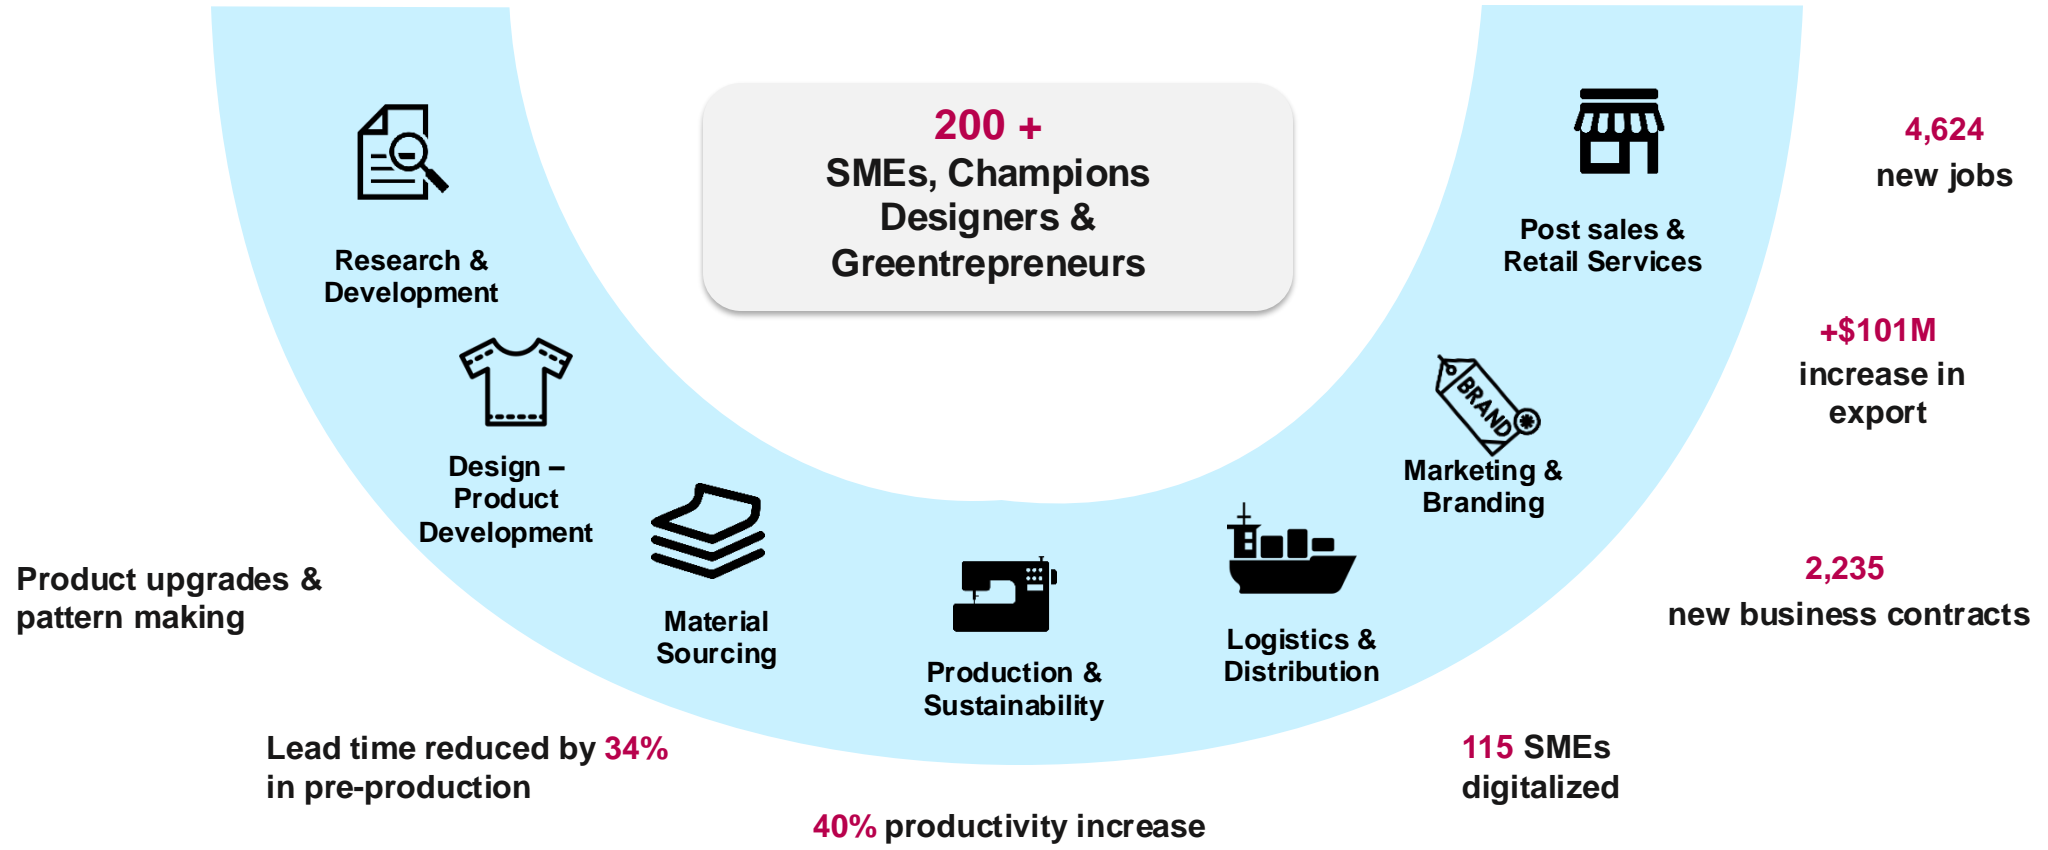 200 +
SMEs, Champions
Designers &
Greentrepreneurs
Research &
Development
Design –
Product
Development
Material
Sourcing
Production &
Sustainability
Logistics &
Distribution
BRAND
Marketing &
Branding
Post sales &
Retail Services
Product upgrades &
pattern making
Lead time reduced by 34%
in pre-production
40% productivity increase
115 SMEs
digitalized
2,235
new business contracts
+$101M
increase in
export
4,624
new jobs